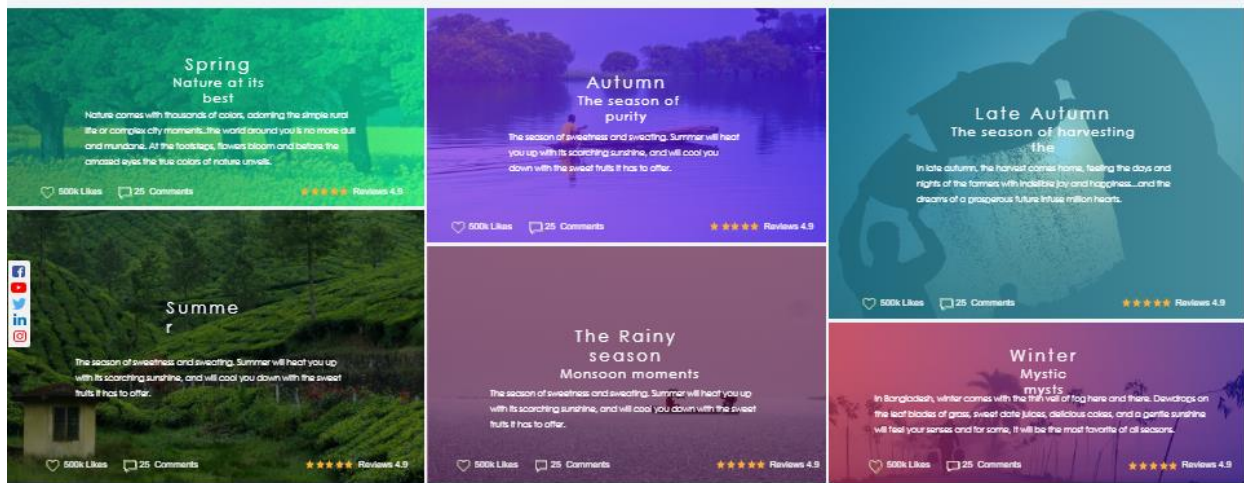 Spring
Nature at its
best
Nature comes with thousands of colors, adorning the simple rural
life or complex city moments...the world around you is no more dull
and mundane. At the footsteps, flowers bloom and before the
amazed eyes the true colors of nature unveils.
500k Likes 25 Comments Reviews 4.9
Autumn
The season of
purity
The season of sweetness and sweating. Summer will heat
you up with its scorching sunshine, and will cool you
down with the sweet fruits it has to offer.
500k Likes 25 Comments Reviews 4.9
Late Autumn
The season of harvesting
the
In late autumn, the harvest comes home, feeling the days and
nights of the farmers with indelible joy and happiness...and the
dreams of a prosperous future infuse million hearts.
500k Likes 25 Comments Reviews 4.9
Summe
r
The season of sweetness and sweating. Summer will heat you up
with its scorching sunshine, and will cool you down with the sweet
fruits it has to offer.
500k Likes 25 Comments Reviews 4.9
The Rainy
season
Monsoon moments
The season of sweetness and sweating. Summer will heat you up
with its scorching sunshine, and will cool you down with the sweet
fruits it has to offer.
500k Likes 25 Comments Reviews 4.9
Winter
Mystic
mysts
In Bangladesh, winter comes with the thin veil of fog here and there. Dewdrops on
the leaf blades of grass, sweet date juices, delicious cakes, and a gentle sunshine
will feel your senses and for some, it will be the most favorite of all seasons.
500k Likes 25 Comments Reviews 4.9